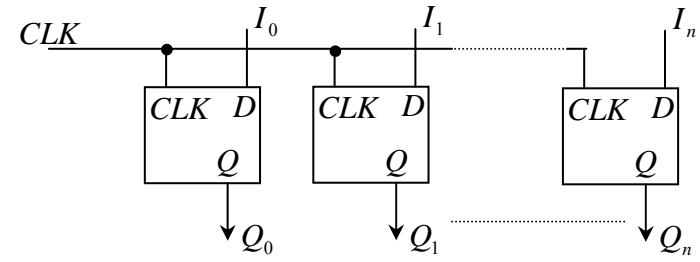 CLK I₀ I₁ Iₙ
CLK D CLK D CLK D
Q Q Q
Q₀ Q₁ Qₙ